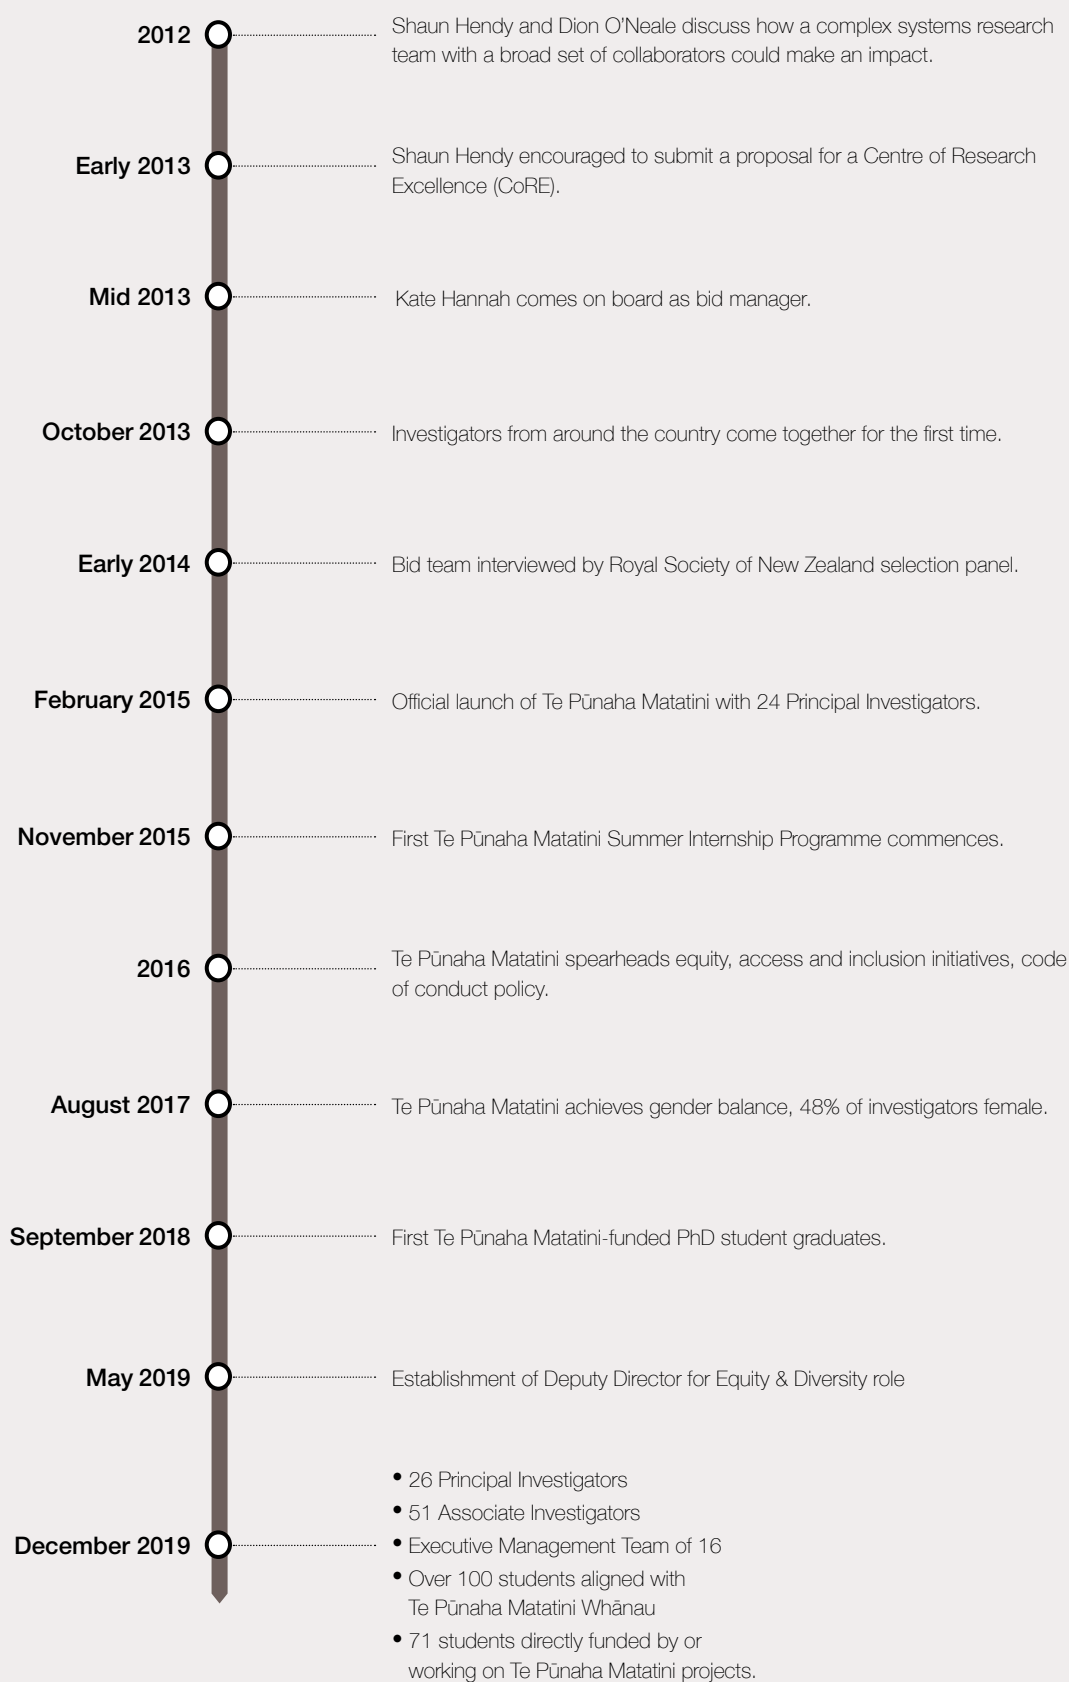 2012
Shaun Hendy and Dion O’Neale discuss how a complex systems research
team with a broad set of collaborators could make an impact.
Early 2013
Shaun Hendy encouraged to submit a proposal for a Centre of Research
Excellence (CoRE).
Mid 2013
Kate Hannah comes on board as bid manager.
October 2013
Investigators from around the country come together for the first time.
Early 2014
Bid team interviewed by Royal Society of New Zealand selection panel.
February 2015
Official launch of Te Pūnaha Matatini with 24 Principal Investigators.
November 2015
First Te Pūnaha Matatini Summer Internship Programme commences.
2016
Te Pūnaha Matatini spearheads equity, access and inclusion initiatives, code
of conduct policy.
August 2017
Te Pūnaha Matatini achieves gender balance, 48% of investigators female.
September 2018
First Te Pūnaha Matatini-funded PhD student graduates.
May 2019
Establishment of Deputy Director for Equity & Diversity role
December 2019
• 26 Principal Investigators
• 51 Associate Investigators
• Executive Management Team of 16
• Over 100 students aligned with
Te Pūnaha Matatini Whānau
• 71 students directly funded by or
working on Te Pūnaha Matatini projects.